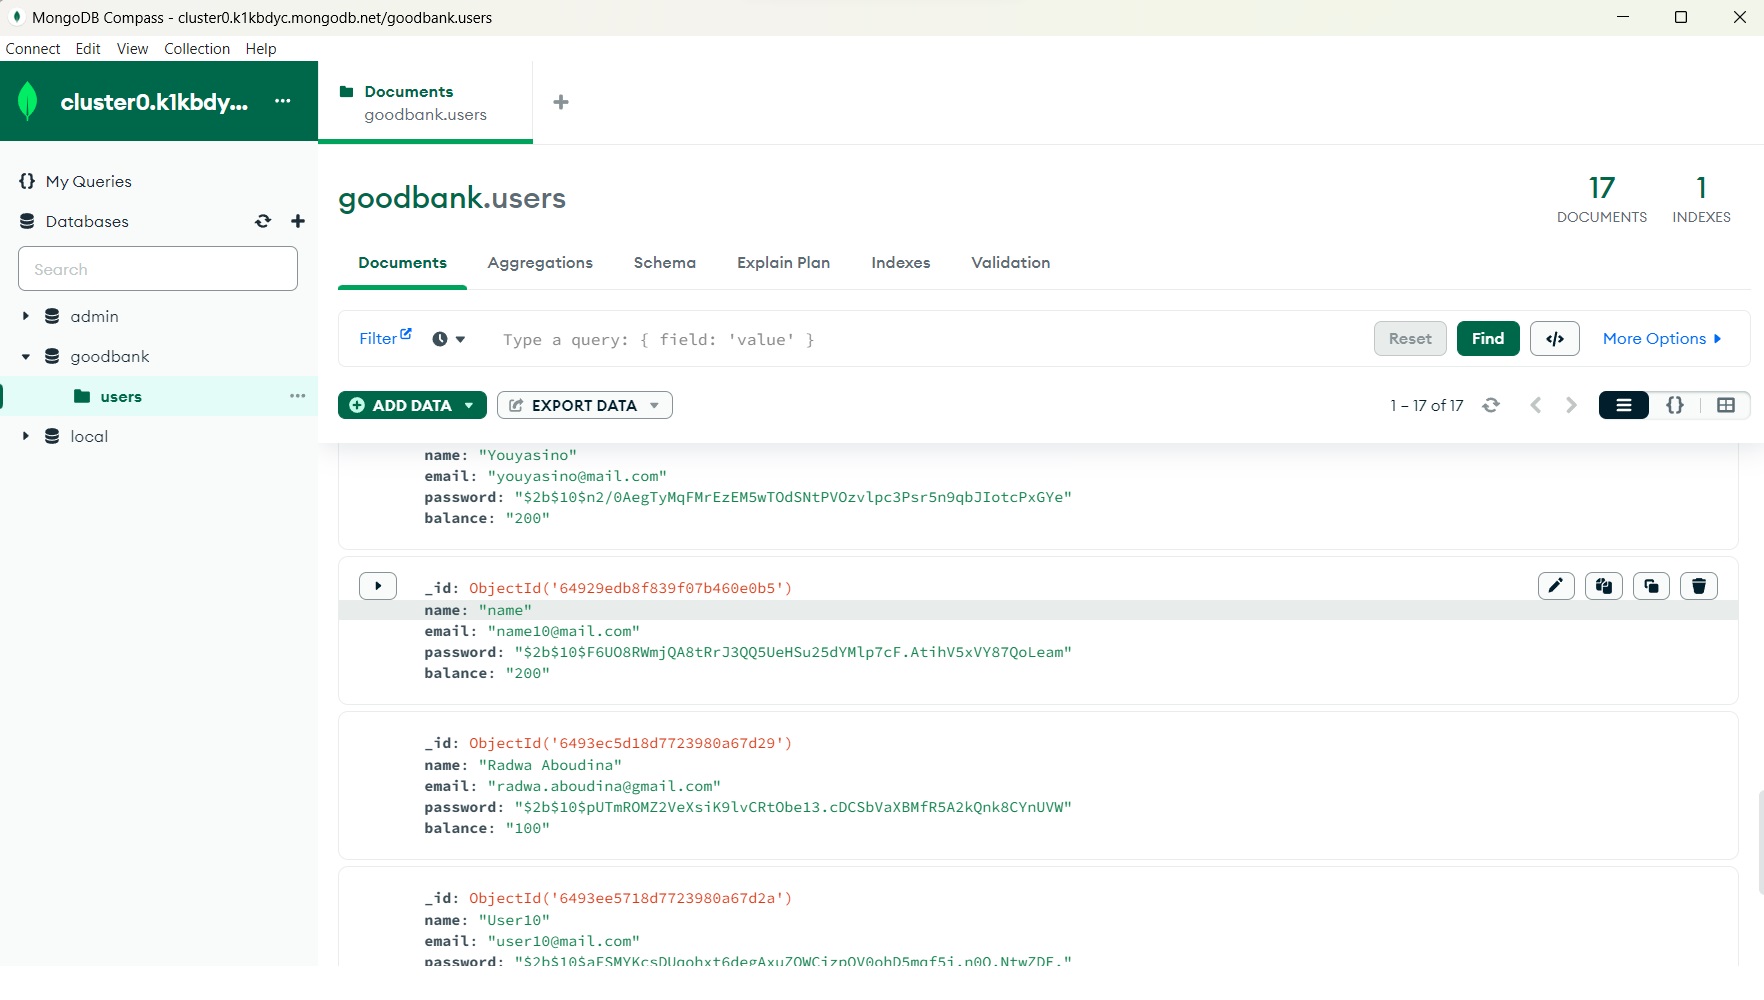 MongoDB Compass - cluster0.k1kbdyc.mongodb.net/goodbank.users
Connect Edit View Collection Help
cluster0.k1kbdy... ...
Documents
goodbank.users
My Queries
Databases
Search
admin
goodbank
users ...
local
goodbank.users
17
DOCUMENTS
1
INDEXES
Documents Aggregations Schema Explain Plan Indexes Validation
Filter Type a query: { field: 'value' } Reset Find </> More Options
ADD DATA EXPORT DATA 1 – 17 of 17 {}
name: "Youyasino"
email: "youyasino@mail.com"
password: "$2b$10$n2/0AegTyMqFMrEzEM5wTOdSNtPVOzvlpc3Psr5n9qbJIotcPxGYe"
balance: "200"
_id: ObjectId('64929edb8f839f07b460e0b5')
name: "name"
email: "name10@mail.com"
password: "$2b$10$F6UO8RWmjQA8tRrJ3QQ5UeHSu25dYMlp7cF.AtihV5xVY87QoLeam"
balance: "200"
_id: ObjectId('6493ec5d18d7723980a67d29')
name: "Radwa Aboudina"
email: "radwa.aboudina@gmail.com"
password: "$2b$10$pUTmROMZ2VeXsiK9lvCRtObe13.cDCSbVaXBMfR5A2kQnk8CYnUVW"
balance: "100"
_id: ObjectId('6493ee5718d7723980a67d2a')
name: "User10"
email: "user10@mail.com"
password: